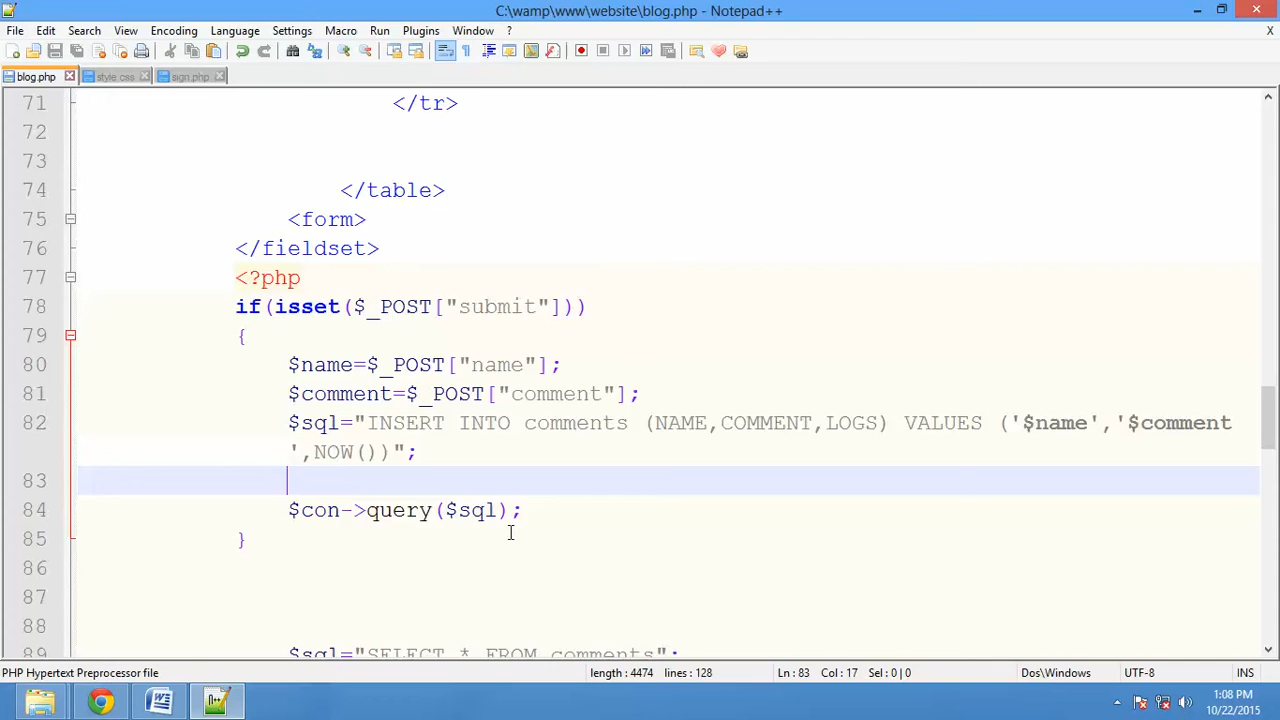 C:\wamp\www\website\blog.php - Notepad++
File Edit Search View Encoding Language Settings Macro Run Plugins Window ? X
blog.php style.css sign.php
71 </tr>
72
73
74 </table>
75 <form>
76 </fieldset>
77 <?php
78 if(isset($_POST["submit"]))
79 {
80 $name=$_POST["name"];
81 $comment=$_POST["comment"];
82 $sql="INSERT INTO comments (NAME,COMMENT,LOGS) VALUES ('$name','$comment
',NOW())";
83
84 $con->query($sql);
85 }
86
87
88
89 $sql="SELECT * FROM comments";
PHP Hypertext Preprocessor file length : 4474 lines : 128 Ln : 83 Col : 17 Sel : 0 | 0 Dos\Windows UTF-8 INS
1:08 PM
10/22/2015